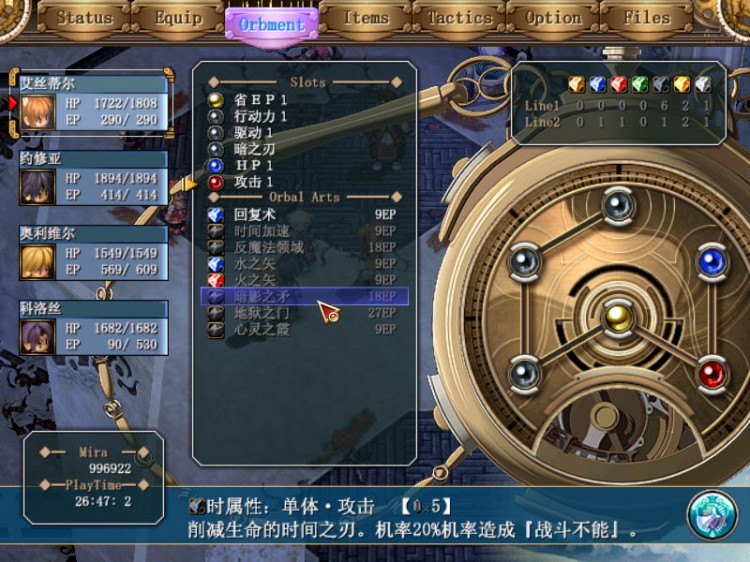 Status Equip Orbment Items Tactics Option Files
艾丝蒂尔
HP 1722/1808
EP 290/ 290
约修亚
HP 1894/1894
EP 414/ 414
奥利维尔
HP 1549/1549
EP 569/ 609
科洛丝
HP 1682/1682
EP 90/ 530
Slots
省EP1
行动力1
驱动1
暗之刃
HP1
攻击1
Orbal Arts
回复术 9EP
时间加速 9EP
反魔法领域 18EP
水之矢 9EP
火之矢 9EP
暗影之矛 18EP
地狱之门 27EP
心灵之霞 9EP
Line1 0 0 0 0 6 2 1
Line2 0 1 1 0 1 2 1
Mira
996922
PlayTime
26:47: 2
时属性：单体·攻击 【 ×5】
削减生命的时间之刃。机率20%机率造成『战斗不能』。